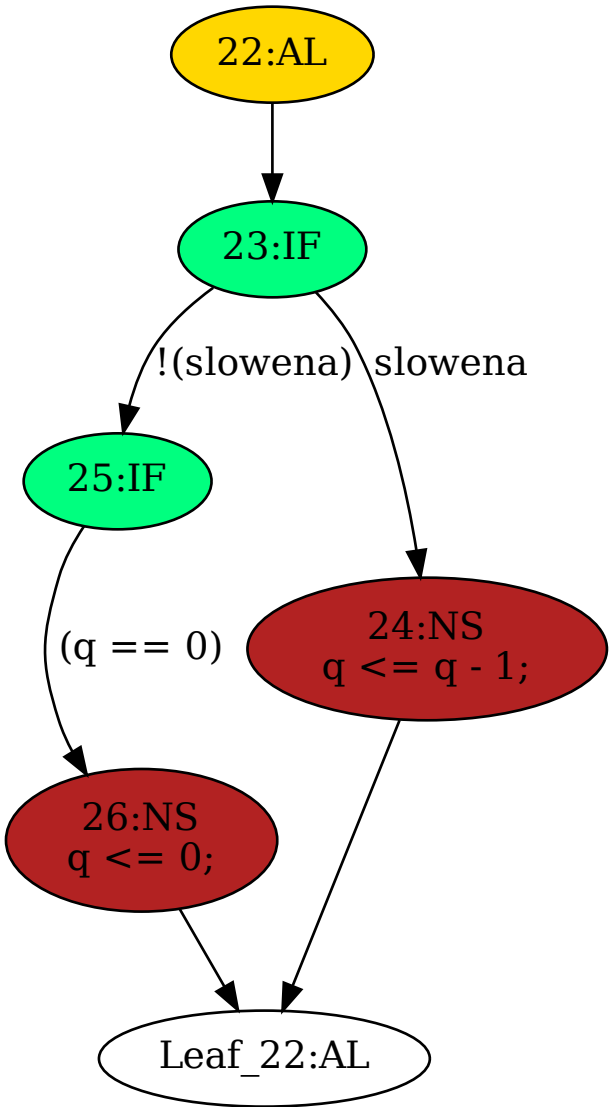 22:AL
23:IF
!(slowena)
slowena
25:IF
(q == 0)
24:NS
q <= q - 1;
26:NS
q <= 0;
Leaf_22:AL